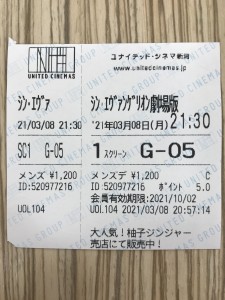 UNITED CINEMAS
ユナイテッド・シネマ新潟
www.unitedcinemas.jp
シン・エヴァ
21/03/08 21:30
SC1 G-05
メンズ ¥1,200
ID:520977216
UOL104
シン・エヴァンゲリオン劇場版
'21年03月08日(月) 21:30
1 スクリーン G-05
メンズデ ¥1,200 C
ID:520977216 ポイント 5.0
会員有効期限:2021/10/02
UOL104 2021/03/08 20:57:14
大人気!柚子ジンジャー
売店にて販売中!